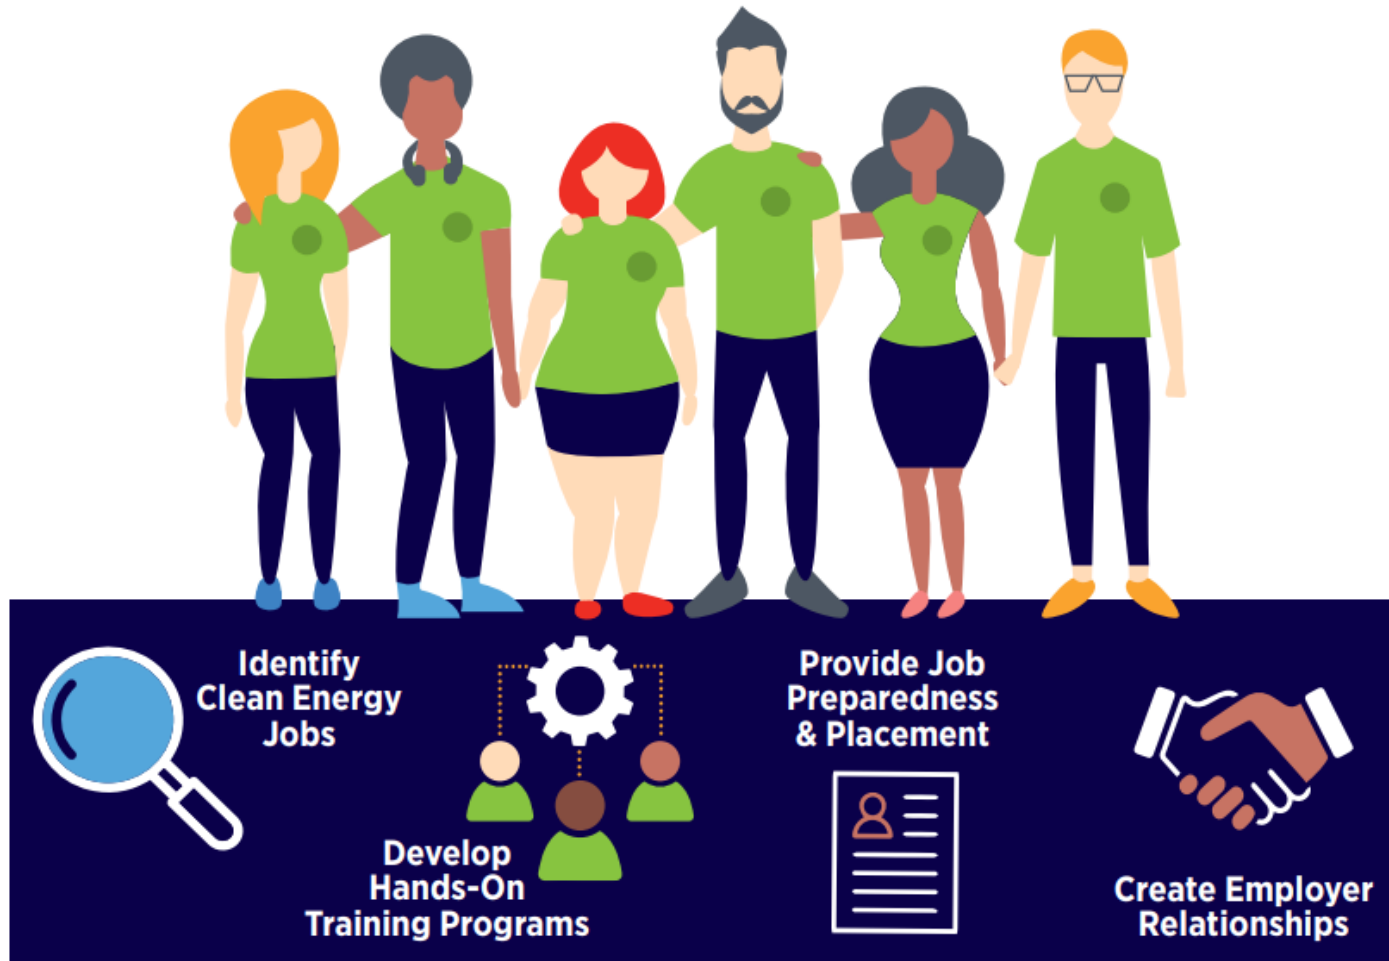 Identify
Clean Energy
Jobs
Develop
Hands-On
Training Programs
Provide Job
Preparedness
& Placement
Create Employer
Relationships